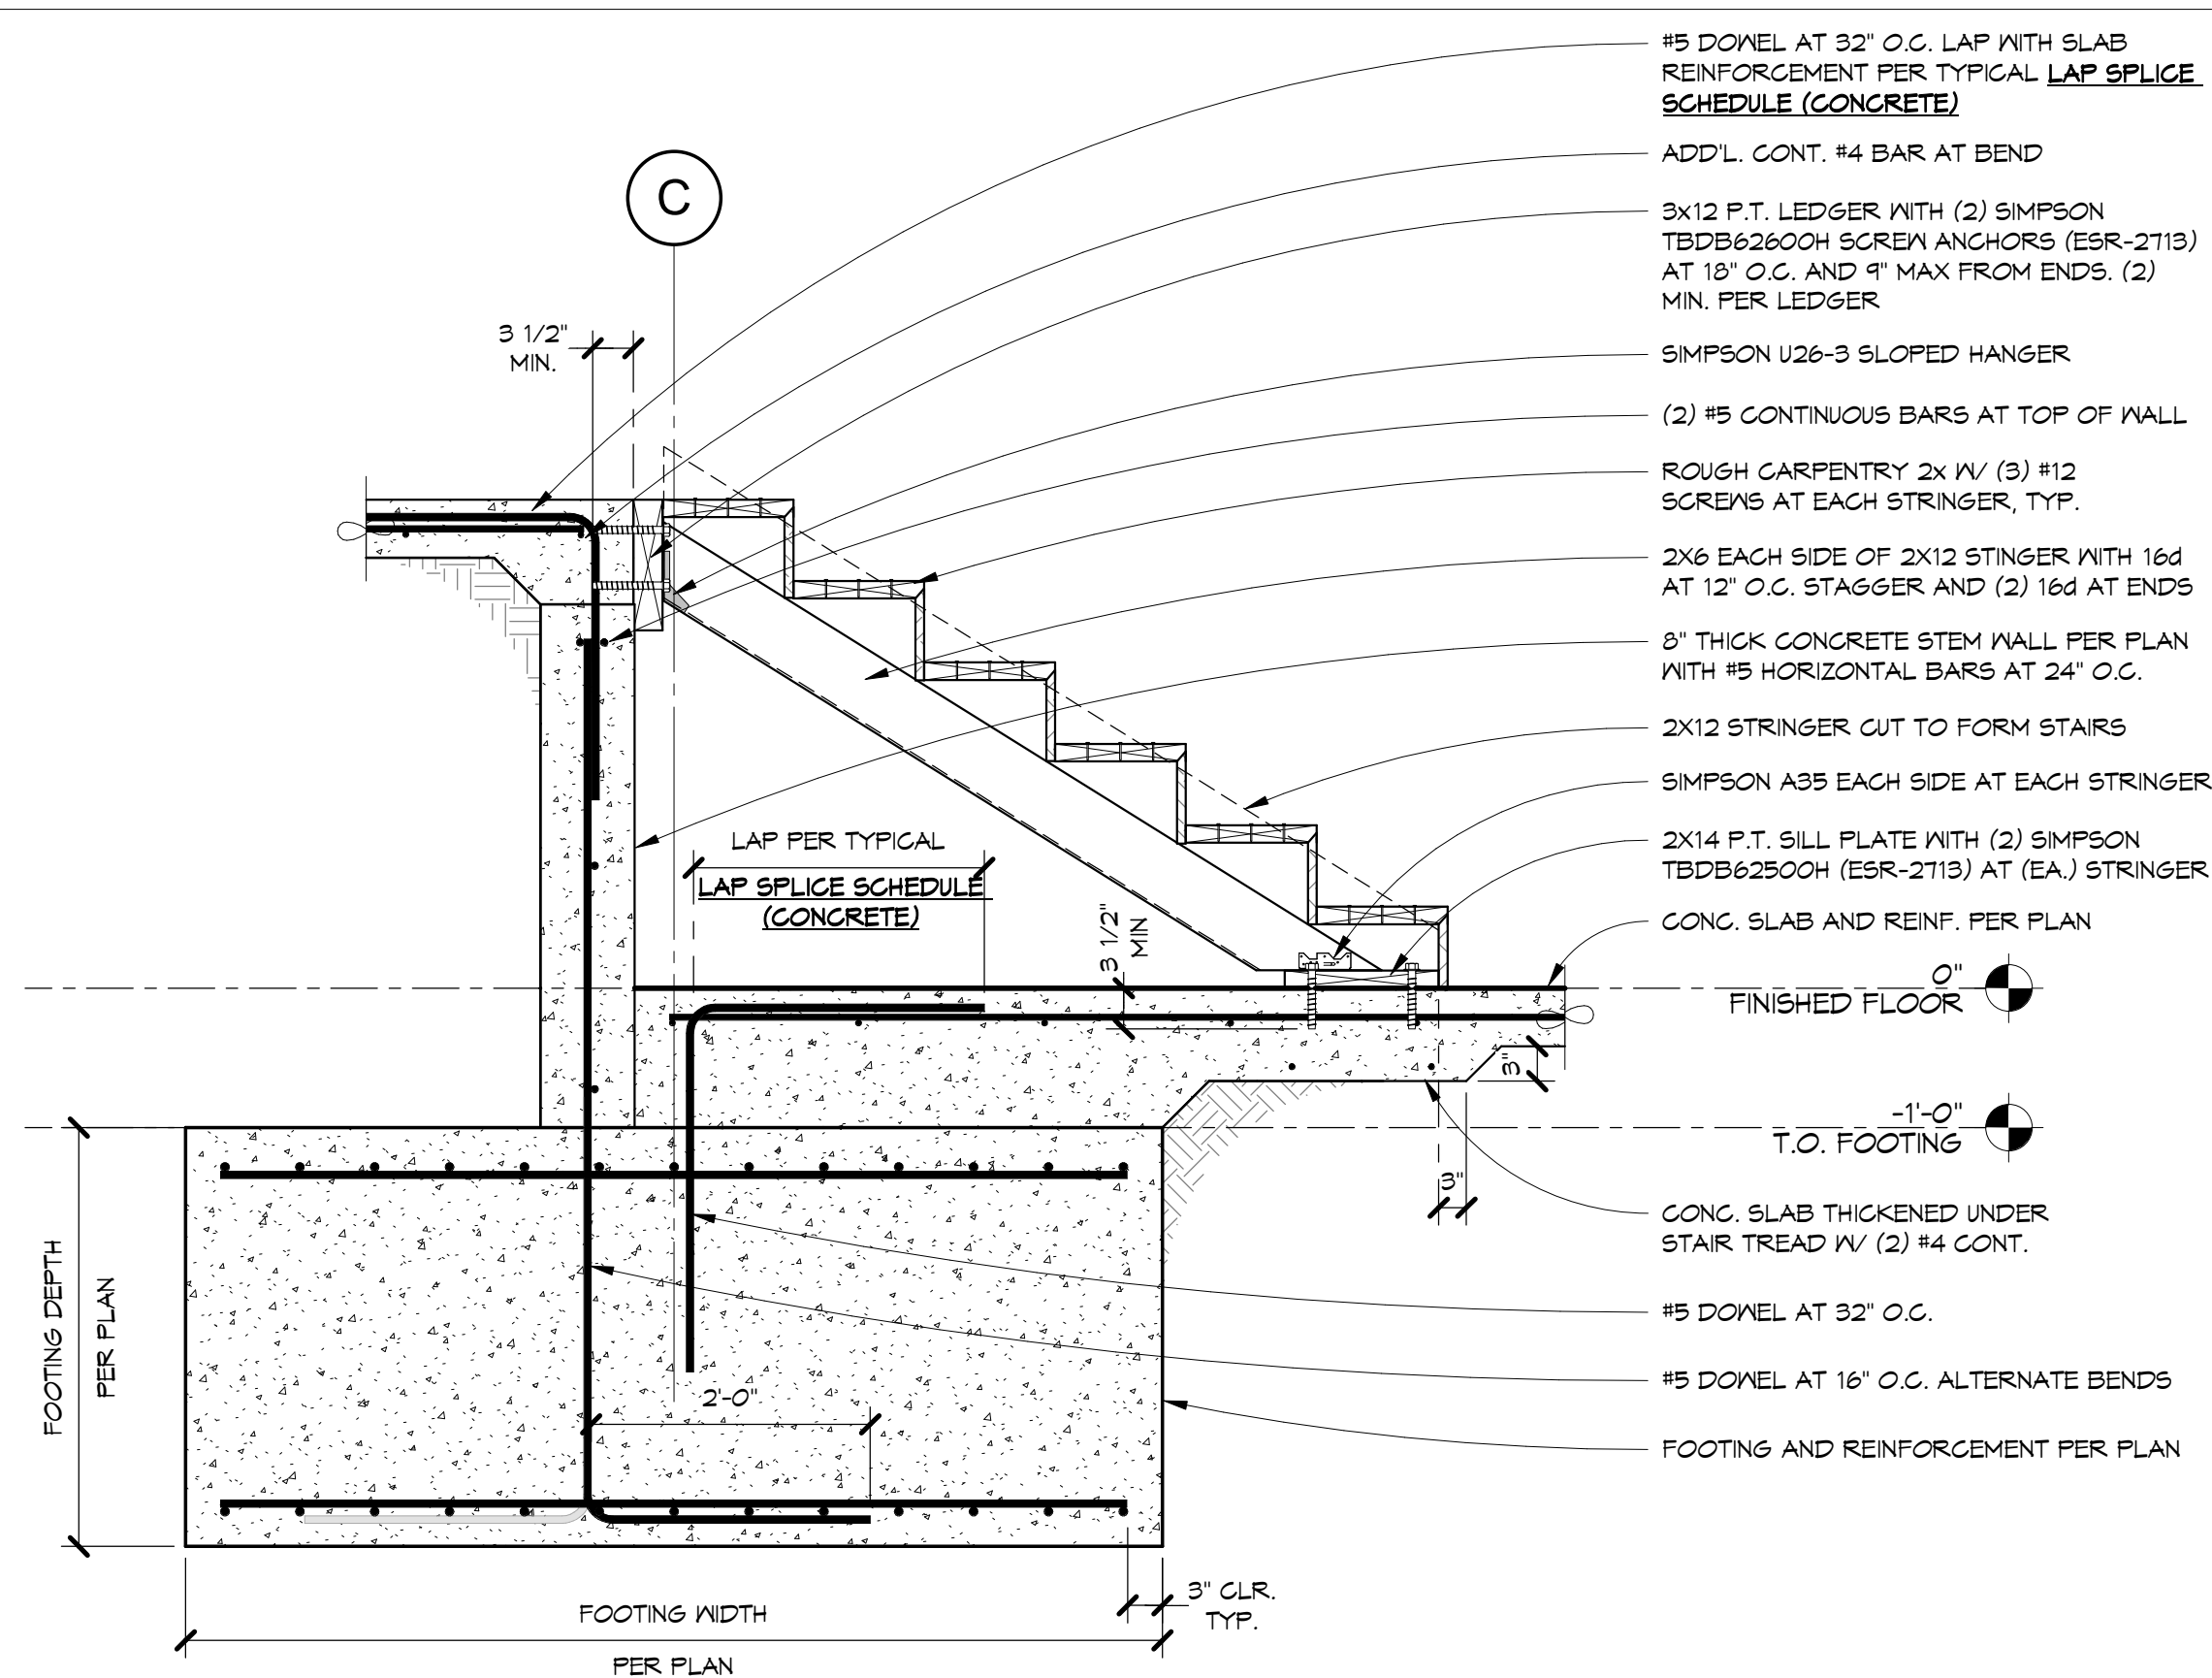 #5 DOWEL AT 32" O.C. LAP WITH SLAB
REINFORCEMENT PER TYPICAL LAP SPLICE
SCHEDULE (CONCRETE)
ADD'L. CONT. #4 BAR AT BEND
3x12 P.T. LEDGER WITH (2) SIMPSON
TBDB62600H SCREW ANCHORS (ESR-2713)
AT 18" O.C. AND 9" MAX FROM ENDS. (2)
MIN. PER LEDGER
SIMPSON U26-3 SLOPED HANGER
(2) #5 CONTINUOUS BARS AT TOP OF WALL
ROUGH CARPENTRY 2x W/ (3) #12
SCREWS AT EACH STRINGER, TYP.
2X6 EACH SIDE OF 2X12 STINGER WITH 16d
AT 12" O.C. STAGGER AND (2) 16d AT ENDS
8" THICK CONCRETE STEM WALL PER PLAN
WITH #5 HORIZONTAL BARS AT 24" O.C.
2X12 STRINGER CUT TO FORM STAIRS
SIMPSON A35 EACH SIDE AT EACH STRINGER
2X14 P.T. SILL PLATE WITH (2) SIMPSON
TBDB62500H (ESR-2713) AT (EA.) STRINGER
CONC. SLAB AND REINF. PER PLAN
0"
FINISHED FLOOR
-1'-0"
T.O. FOOTING
CONC. SLAB THICKENED UNDER
STAIR TREAD W/ (2) #4 CONT.
#5 DOWEL AT 32" O.C.
#5 DOWEL AT 16" O.C. ALTERNATE BENDS
FOOTING AND REINFORCEMENT PER PLAN
C
3 1/2"
MIN.
LAP PER TYPICAL
LAP SPLICE SCHEDULE
(CONCRETE)
3 1/2"
MIN
3"
3"
2'-0"
FOOTING DEPTH
PER PLAN
3" CLR.
TYP.
FOOTING WIDTH
PER PLAN